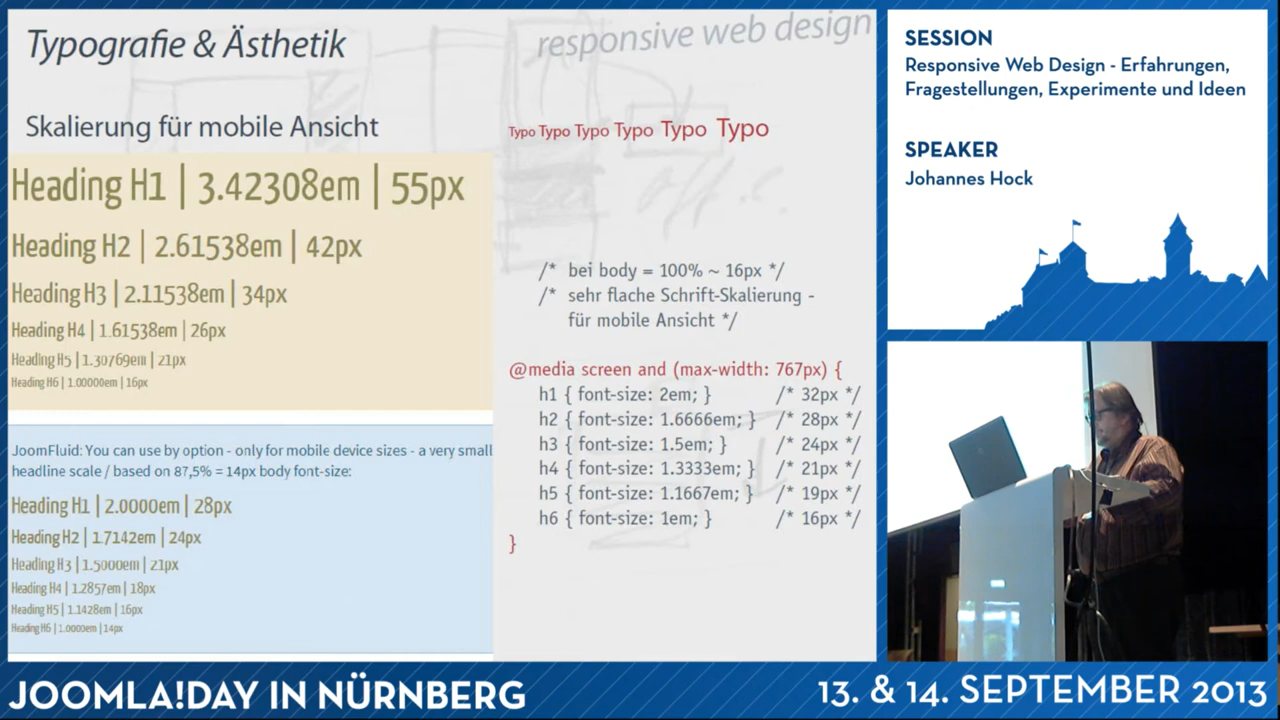 Typografie & Ästhetik
responsive web design
Skalierung für mobile Ansicht
Typo Typo Typo Typo Typo Typo
Heading H1 | 3.42308em | 55px
Heading H2 | 2.61538em | 42px
Heading H3 | 2.11538em | 34px
Heading H4 | 1.61538em | 26px
Heading H5 | 1.30769em | 21px
Heading H6 | 1.00000em | 16px
JoomFluid: You can use by option - only for mobile device sizes - a very small
headline scale / based on 87,5% = 14px body font-size:
Heading H1 | 2.0000em | 28px
Heading H2 | 1.7142em | 24px
Heading H3 | 1.5000em | 21px
Heading H4 | 1.2857em | 18px
Heading H5 | 1.1428em | 16px
Heading H6 | 1.0000em | 14px
/* bei body = 100% ~ 16px */
/* sehr flache Schrift-Skalierung -
für mobile Ansicht */
@media screen and (max-width: 767px) {
h1 { font-size: 2em; } /* 32px */
h2 { font-size: 1.6666em; } /* 28px */
h3 { font-size: 1.5em; } /* 24px */
h4 { font-size: 1.3333em; } /* 21px */
h5 { font-size: 1.1667em; } /* 19px */
h6 { font-size: 1em; } /* 16px */
}
SESSION
Responsive Web Design - Erfahrungen,
Fragestellungen, Experimente und Ideen
SPEAKER
Johannes Hock
JOOMLA!DAY IN NÜRNBERG
13. & 14. SEPTEMBER 2013